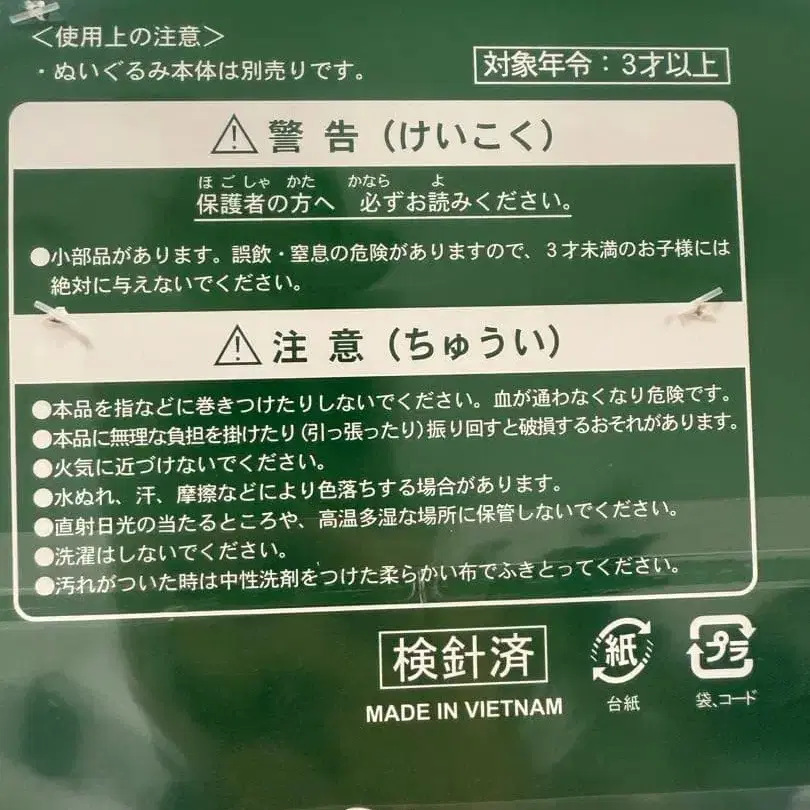 ＜使用上の注意＞
・ぬいぐるみ本体は別売りです。
対象年令：3才以上
警告（けいこく）
ほごしゃ かた かなら よ
保護者の方へ 必ずお読みください。
●小部品があります。誤飲・窒息の危険がありますので、3才未満のお子様には
絶対に与えないでください。
注意（ちゅうい）
●本品を指などに巻きつけたりしないでください。血が通わなくなり危険です。
●本品に無理な負担を掛けたり（引っ張ったり）振り回すと破損するおそれがあります。
●火気に近づけないでください。
●水ぬれ、汗、摩擦などにより色落ちする場合があります。
●直射日光の当たるところや、高温多湿な場所に保管しないでください。
●洗濯はしないでください。
●汚れがついた時は中性洗剤をつけた柔らかい布でふきとってください。
検針済
MADE IN VIETNAM
紙
台紙
プラ
袋、コード